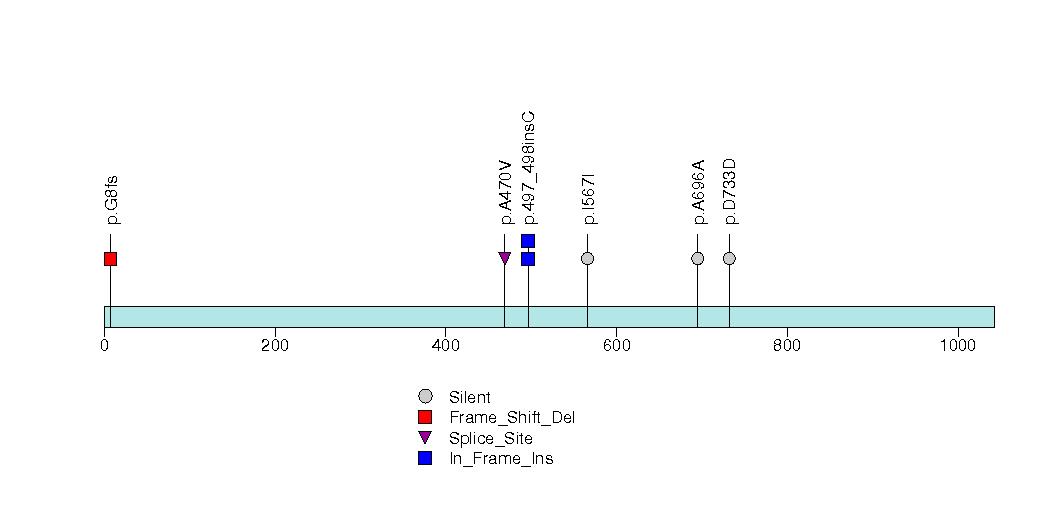 p.G8fs
p.A470V
p.497_498insC
p.I567I
p.A696A
p.D733D
0 200 400 600 800 1000
Silent
Frame_Shift_Del
Splice_Site
In_Frame_Ins